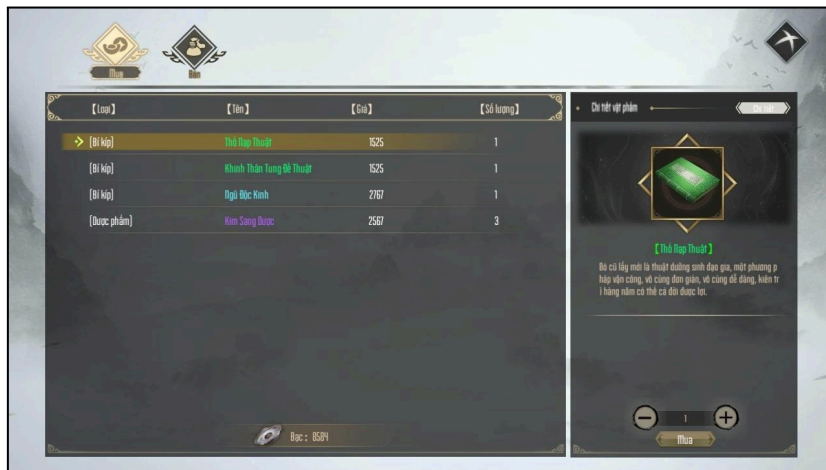 Mua
Bán
【Loại】 【Tên】 【Giá】 【Số lượng】
[Bí kíp] Thổ Nạp Thuật 1525 1
[Bí kíp] Khinh Thân Tung Đề Thuật 1525 1
[Bí kíp] Ngũ Độc Kinh 2767 1
[Dược phẩm] Kim Sang Dược 2567 3
Bạc: 8584
Chi tiết vật phẩm
Chi tiết
【Thổ Nạp Thuật】
Bỏ cũ lấy mới là thuật dưỡng sinh đạo gia, một phương p
háp vận công, vô cùng đơn giản, vô cùng dễ dàng, kiên tr
ì hàng năm có thể cả đời được lợi.
1
Mua